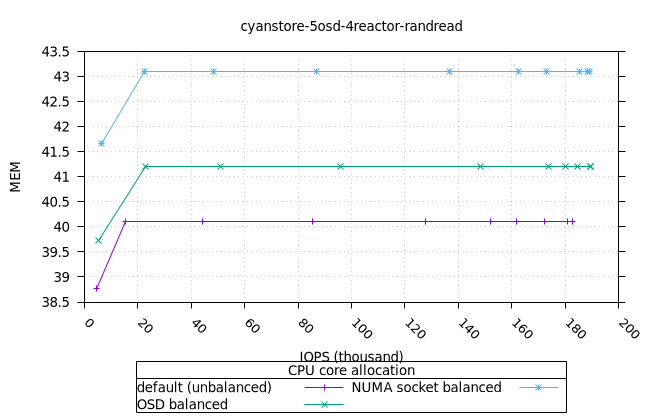 cyanstore-5osd-4reactor-randread
43.5
43
42.5
42
41.5
41
40.5
40
39.5
39
38.5
MEM
0 20 40 60 80 100 120 140 160 180 200
IOPS (thousand)
CPU core allocation
default (unbalanced) NUMA socket balanced
OSD balanced